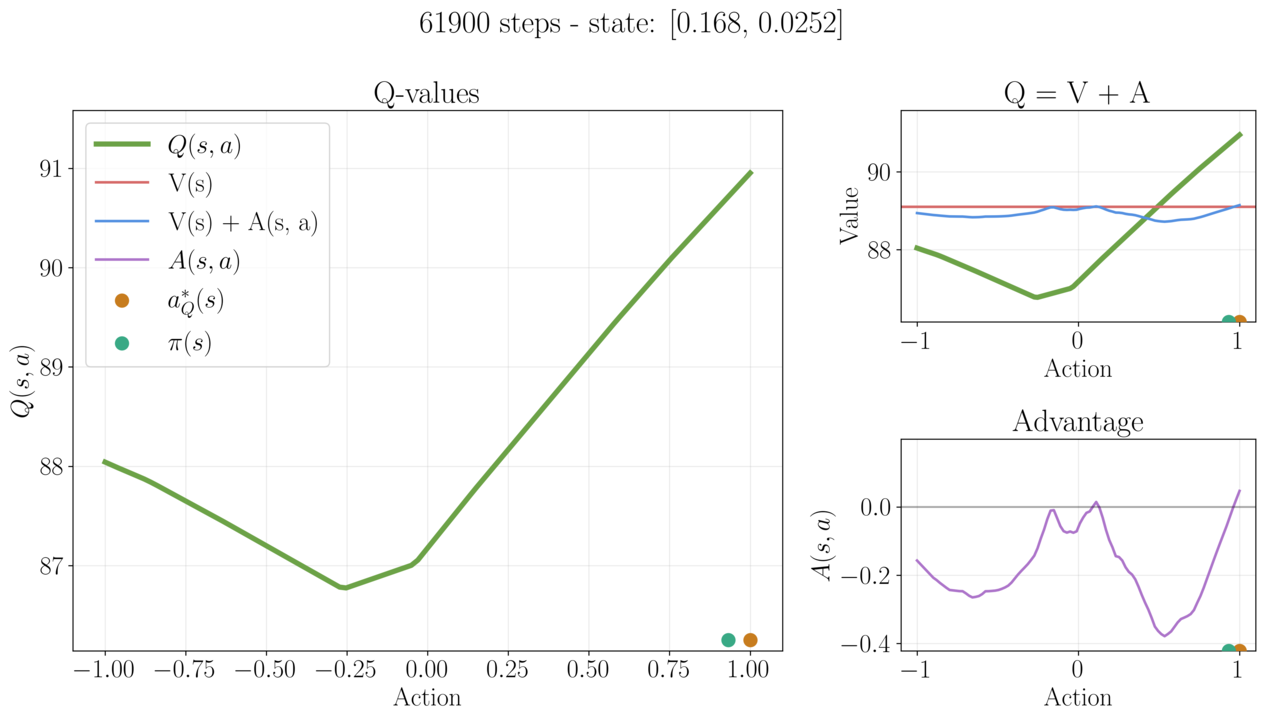 61900 steps - state: [0.168, 0.0252]
Q-values
Q(s, a)
91
90
89
88
87
Q(s, a)
V(s)
V(s) + A(s, a)
A(s, a)
a*Q(s)
π(s)
−1.00 −0.75 −0.50 −0.25 0.00 0.25 0.50 0.75 1.00
Action
Q = V + A
Value
90
88
−1 0 1
Action
Advantage
A(s, a)
0.0
−0.2
−0.4
−1 0 1
Action